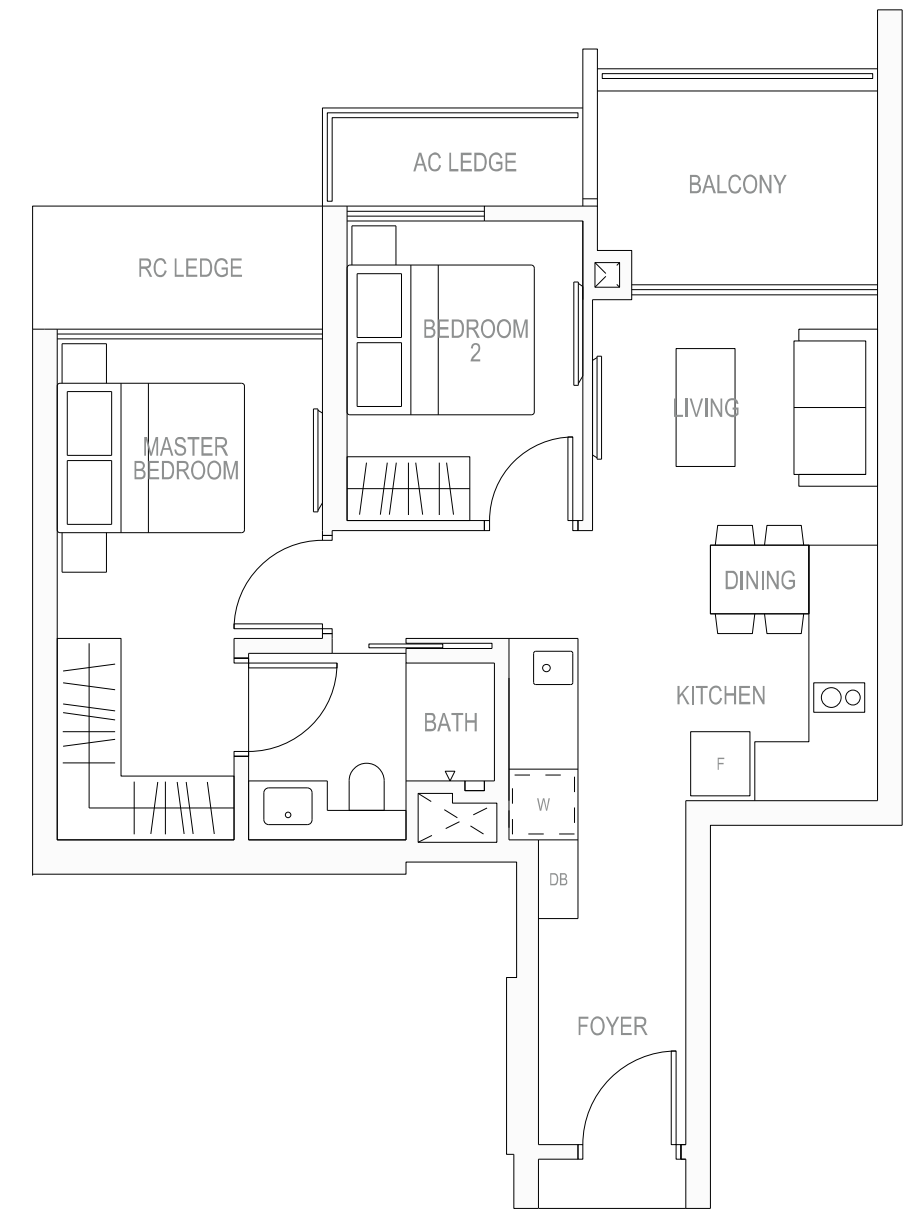 AC LEDGE
BALCONY
RC LEDGE
BEDROOM
2
LIVING
MASTER
BEDROOM
DINING
KITCHEN
BATH
F
W
DB
FOYER